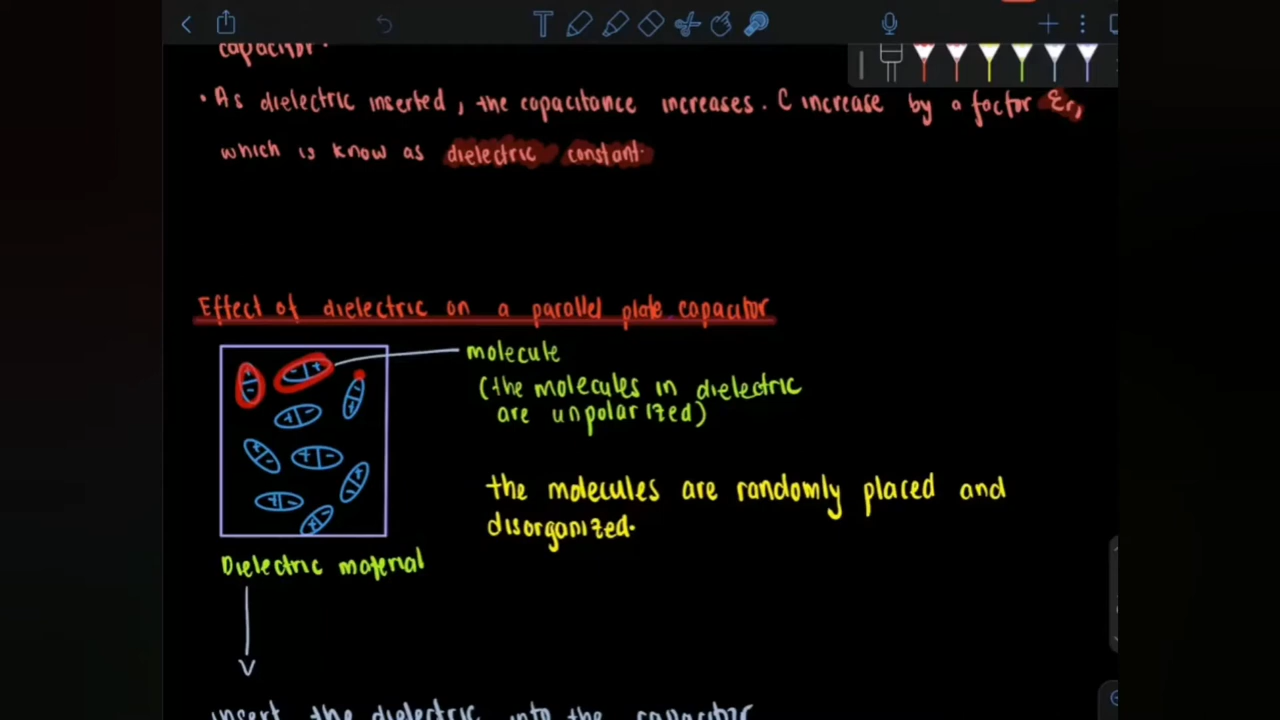 capacitor.
• As dielectric inserted, the capacitance increases. C increase by a factor εr,
which is know as dielectric constant.
Effect of dielectric on a parallel plate capacitor
molecule
(the molecules in dielectric
are unpolarized)
the molecules are randomly placed and
disorganized.
Dielectric material
insert the dielectric into the capacitor